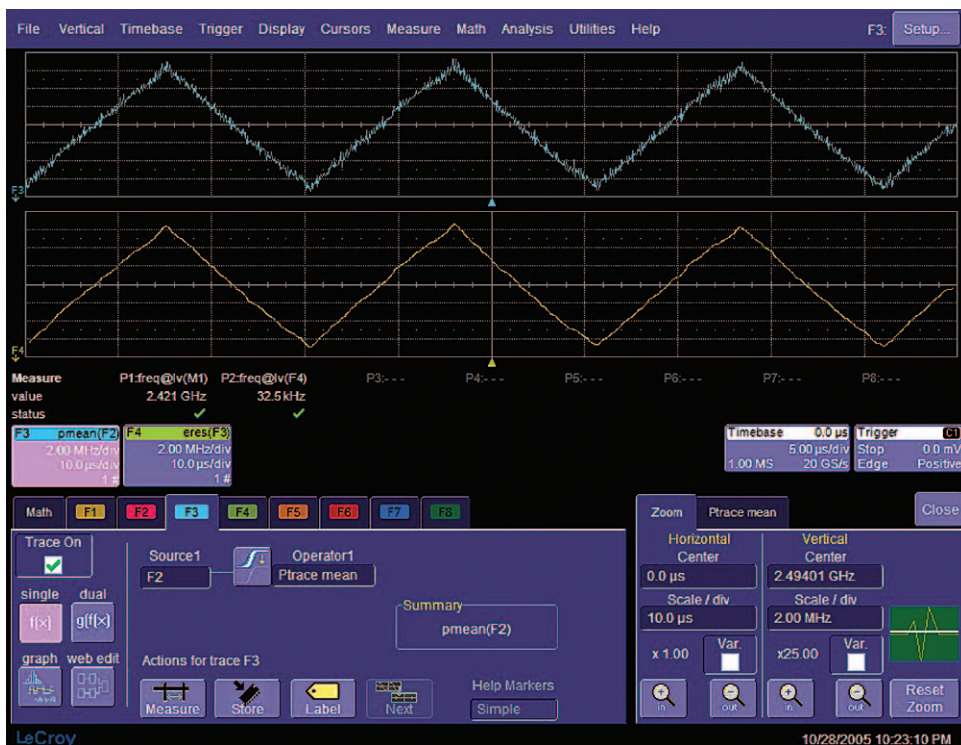 File Vertical Timebase Trigger Display Cursors Measure Math Analysis Utilities Help F3: Setup...
F3
F4
Measure P1:freq@lv(M1) P2:freq@lv(F4) P3:- - - P4:- - - P5:- - - P6:- - - P7:- - - P8:- - -
value 2.421 GHz 32.5 kHz
status
F3 pmean(F2)
2.00 MHz/div
10.0 µs/div
1 #
F4 eres(F3)
2.00 MHz/div
10.0 µs/div
1 #
Timebase 0.0 µs
5.00 µs/div
1.00 MS 20 GS/s
Trigger C1
Stop 0.0 mV
Edge Positive
Math F1 F2 F3 F4 F5 F6 F7 F8
Trace On
single dual
f(x) g(f(x)
graph web edit
Source1
F2
Operator1
Ptrace mean
Summary
pmean(F2)
Actions for trace F3
Measure Store Label Next
Help Markers
Simple
Zoom Ptrace mean Close
Horizontal
Center
0.0 µs
Scale / div
10.0 µs
x 1.00 Var.
in out
Vertical
Center
2.49401 GHz
Scale / div
2.00 MHz
x25.00 Var.
in out
Reset Zoom
LeCroy 10/28/2005 10:23:10 PM